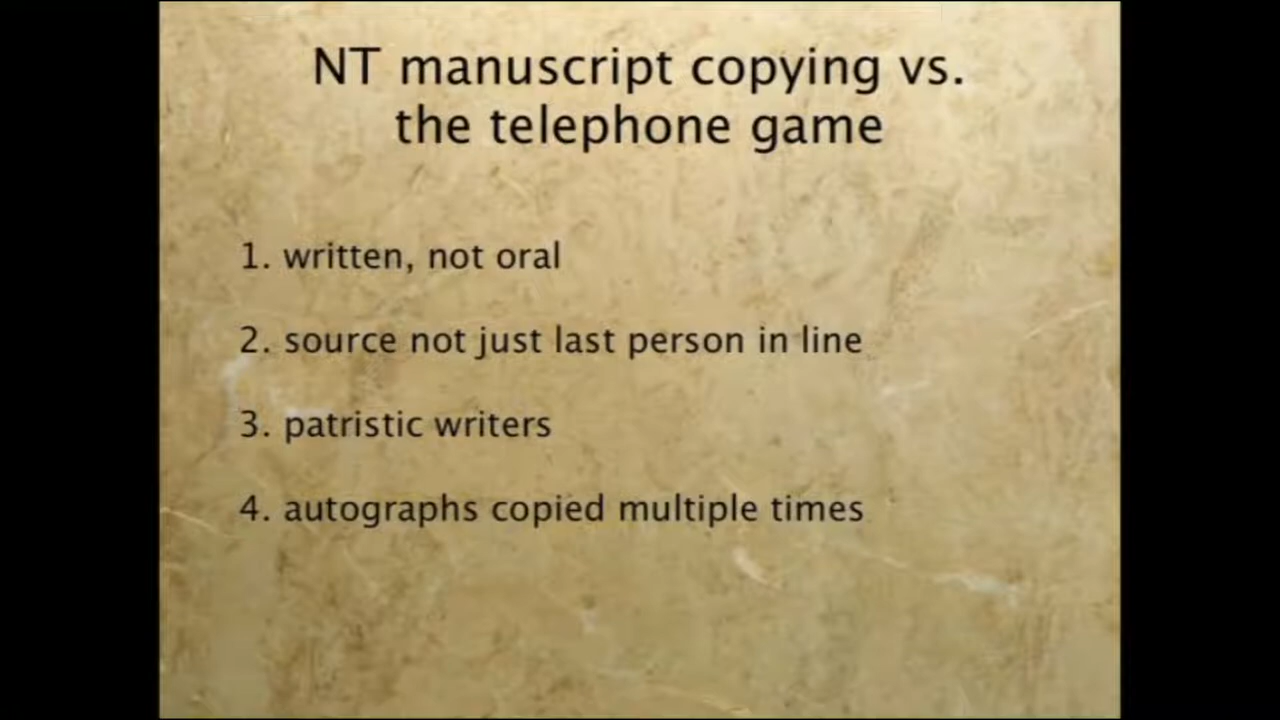 NT manuscript copying vs.
the telephone game
1. written, not oral
2. source not just last person in line
3. patristic writers
4. autographs copied multiple times